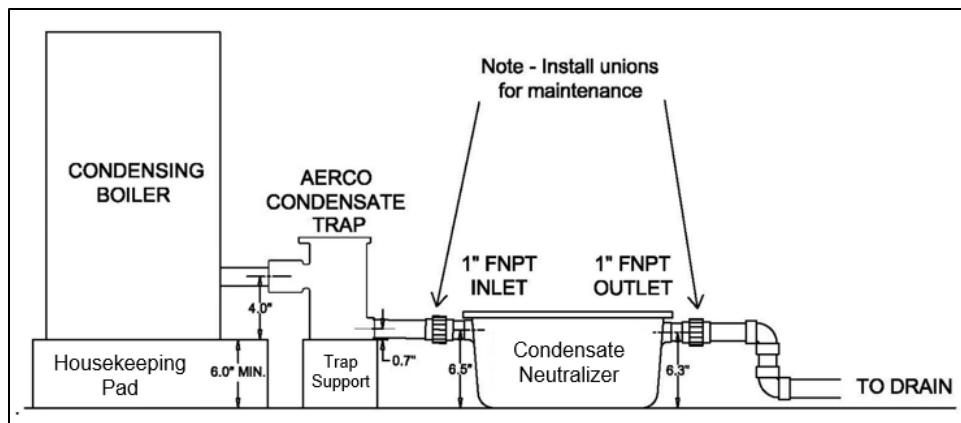 Note - Install unions
for maintenance
CONDENSING
BOILER
AERCO
CONDENSATE
TRAP
1" FNPT
INLET
1" FNPT
OUTLET
4.0"
Housekeeping
Pad
6.0" MIN.
Trap
Support
0.7"
6.5"
Condensate
Neutralizer
6.3"
TO DRAIN